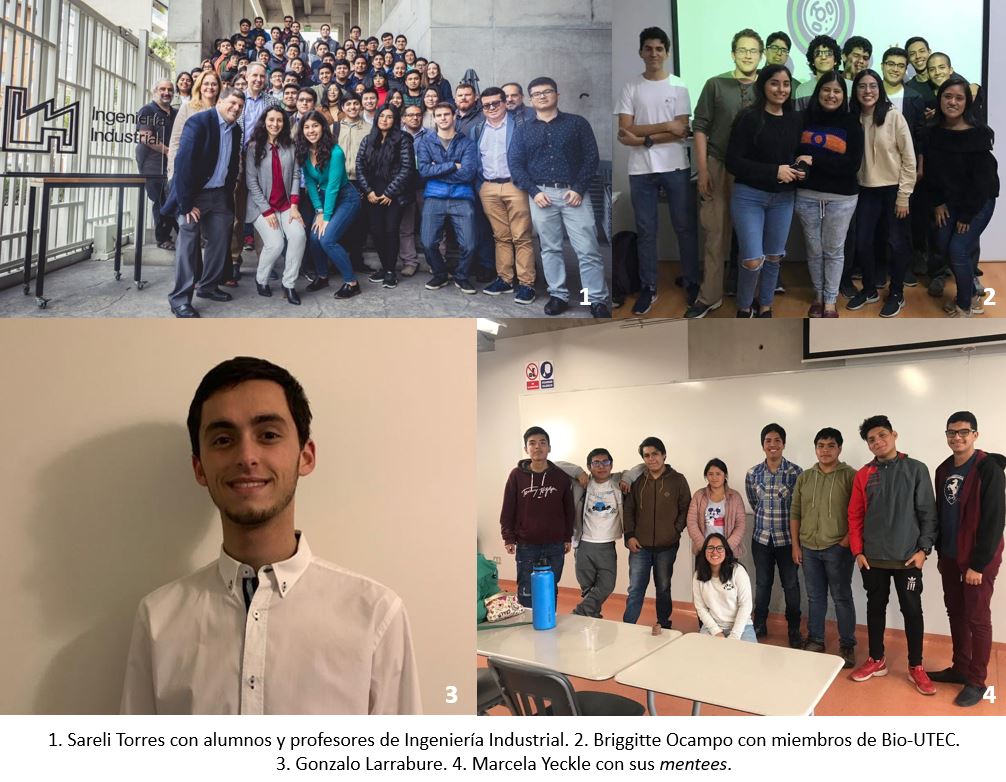 Ingeniería
Industrial
1
2
3
4
1. Sareli Torres con alumnos y profesores de Ingeniería Industrial. 2. Briggitte Ocampo con miembros de Bio-UTEC.
3. Gonzalo Larrabure. 4. Marcela Yeckle con sus mentees.